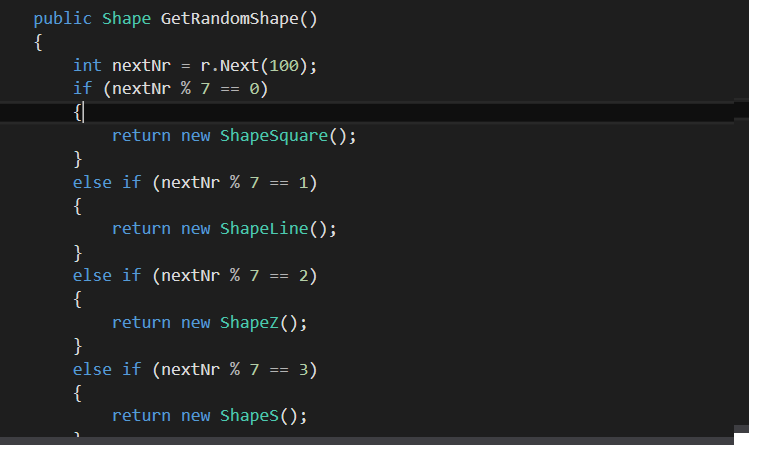 public Shape GetRandomShape()
{
    int nextNr = r.Next(100);
    if (nextNr % 7 == 0)
    {
        return new ShapeSquare();
    }
    else if (nextNr % 7 == 1)
    {
        return new ShapeLine();
    }
    else if (nextNr % 7 == 2)
    {
        return new ShapeZ();
    }
    else if (nextNr % 7 == 3)
    {
        return new ShapeS();
    }